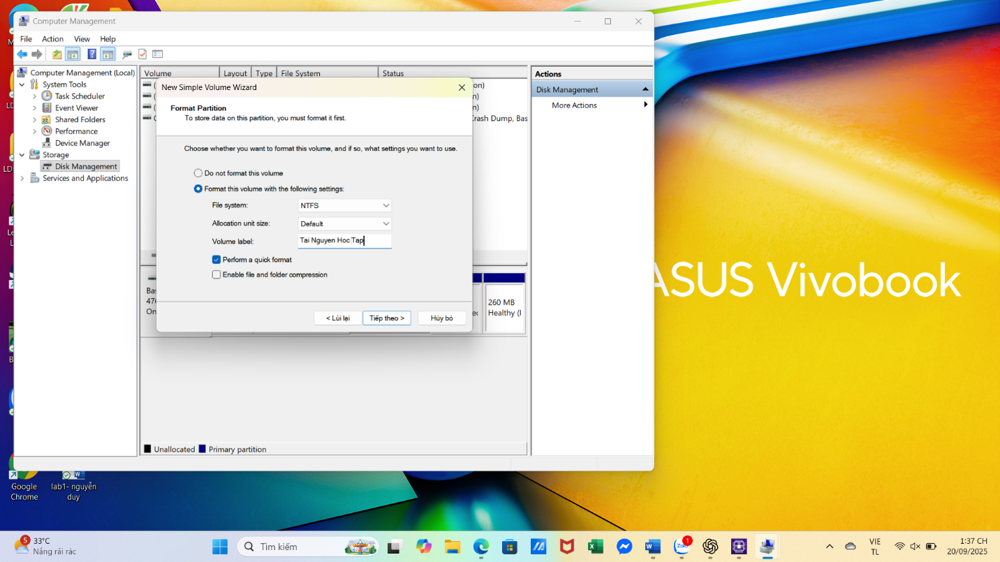 Computer Management
File Action View Help
Computer Management (Local)
System Tools
Task Scheduler
Event Viewer
Shared Folders
Performance
Device Manager
Storage
Disk Management
Services and Applications
Volume Layout Type File System Status
on)
n)
n)
Crash Dump, Bas
New Simple Volume Wizard
Format Partition
To store data on this partition, you must format it first.
Choose whether you want to format this volume, and if so, what settings you want to use.
Do not format this volume
Format this volume with the following settings:
File system: NTFS
Allocation unit size: Default
Volume label: Tai Nguyen Hoc Tap
Perform a quick format
Enable file and folder compression
< Lùi lại Tiếp theo > Hủy bỏ
Bas
On
260 MB
Healthy (
Unallocated Primary partition
Actions
Disk Management
More Actions
ASUS Vivobook
Google
Chrome
lab1- nguyễn
duy
5
33°C
Nắng rải rác
Tìm kiếm
Zalo
1
VIE
TL
1:37 CH
20/09/2025